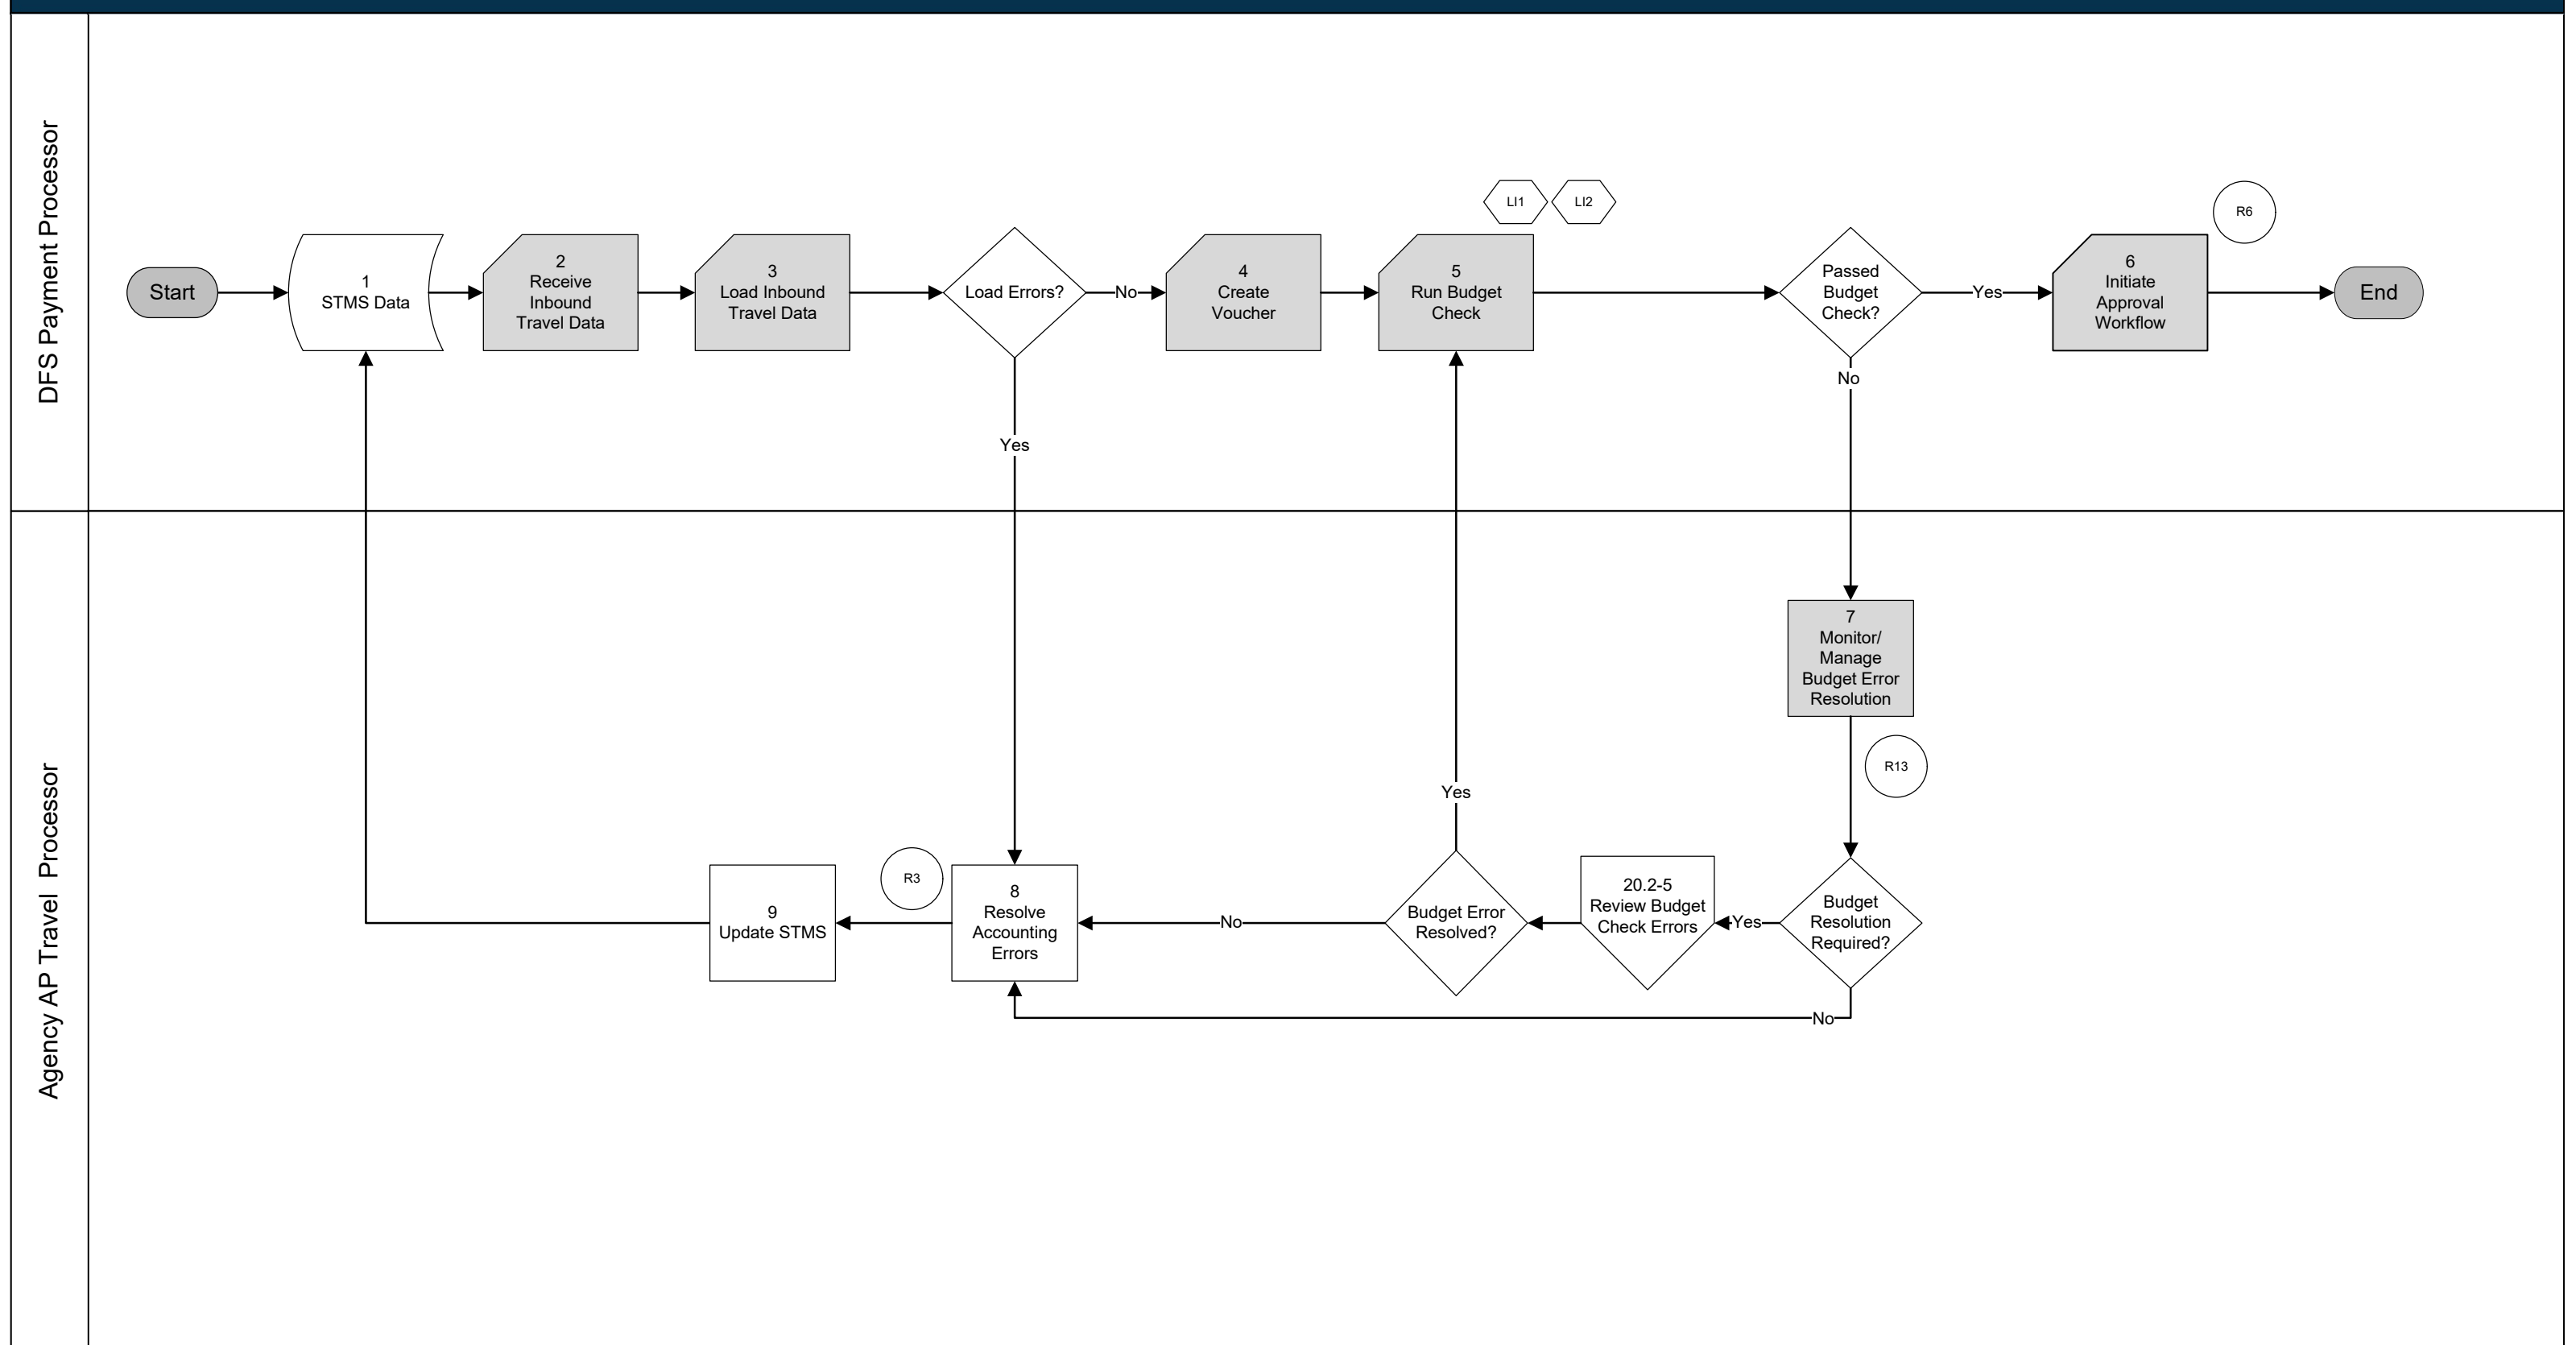 DFS Payment Processor
LI1
LI2
R6
Start
1
STMS Data
2
Receive
Inbound
Travel Data
3
Load Inbound
Travel Data
Load Errors?
No
4
Create
Voucher
5
Run Budget
Check
Passed
Budget
Check?
Yes
6
Initiate
Approval
Workflow
End
No
Yes
Agency AP Travel  Processor
7
Monitor/
Manage
Budget Error
Resolution
R13
Yes
R3
9
Update STMS
8
Resolve
Accounting
Errors
No
Budget Error
Resolved?
20.2-5
Review Budget
Check Errors
Yes
Budget
Resolution
Required?
No